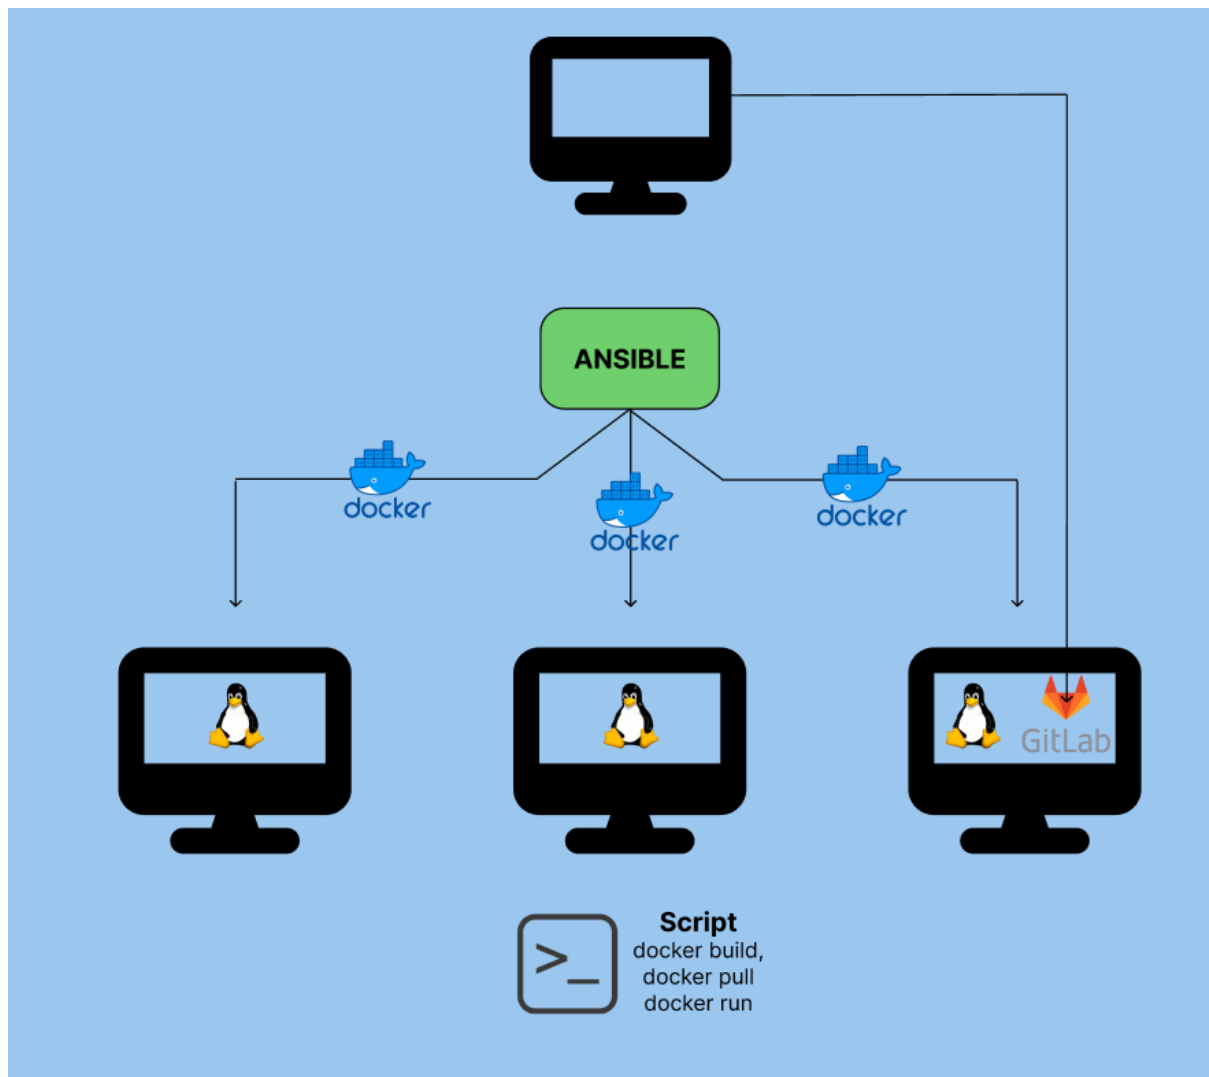 ANSIBLE
docker
docker
docker
GitLab
>_
Script
docker build,
docker pull
docker run